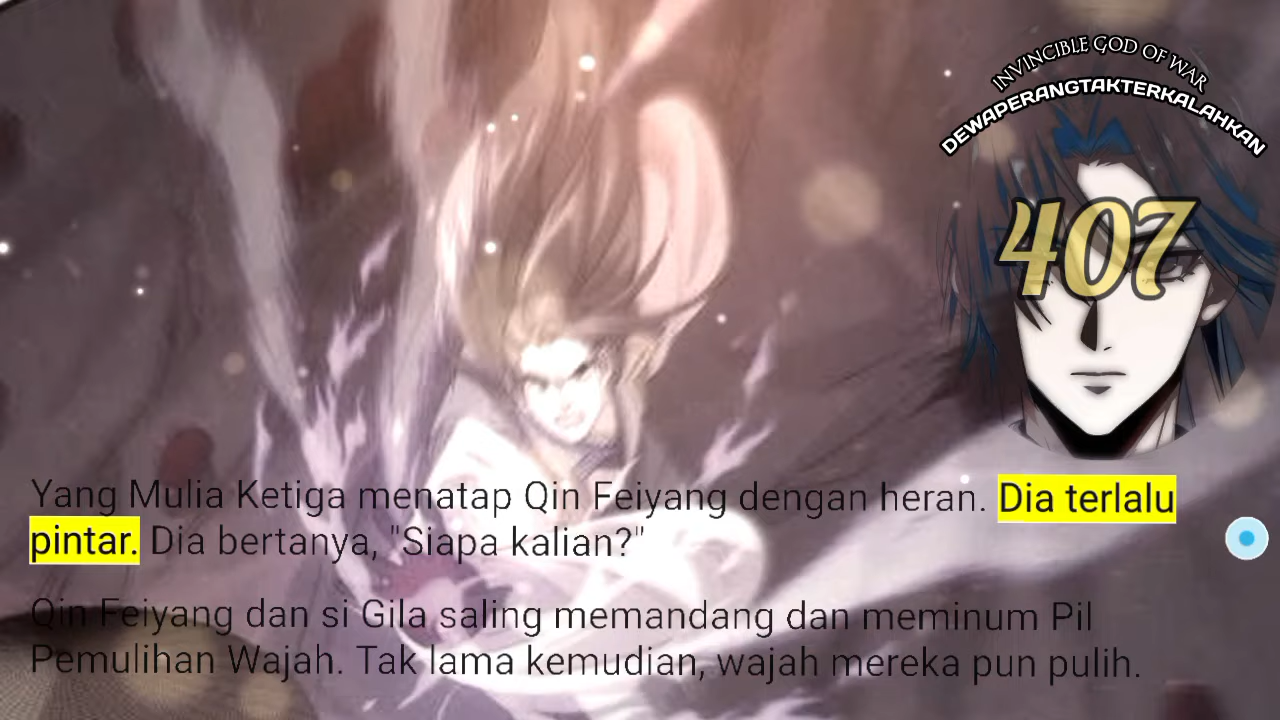 INVINCIBLE GOD OF WAR
DEWAPERANGTAKTERKALAHKAN
407
Yang Mulia Ketiga menatap Qin Feiyang dengan heran. Dia terlalu
pintar. Dia bertanya, "Siapa kalian?"
Qin Feiyang dan si Gila saling memandang dan meminum Pil
Pemulihan Wajah. Tak lama kemudian, wajah mereka pun pulih.